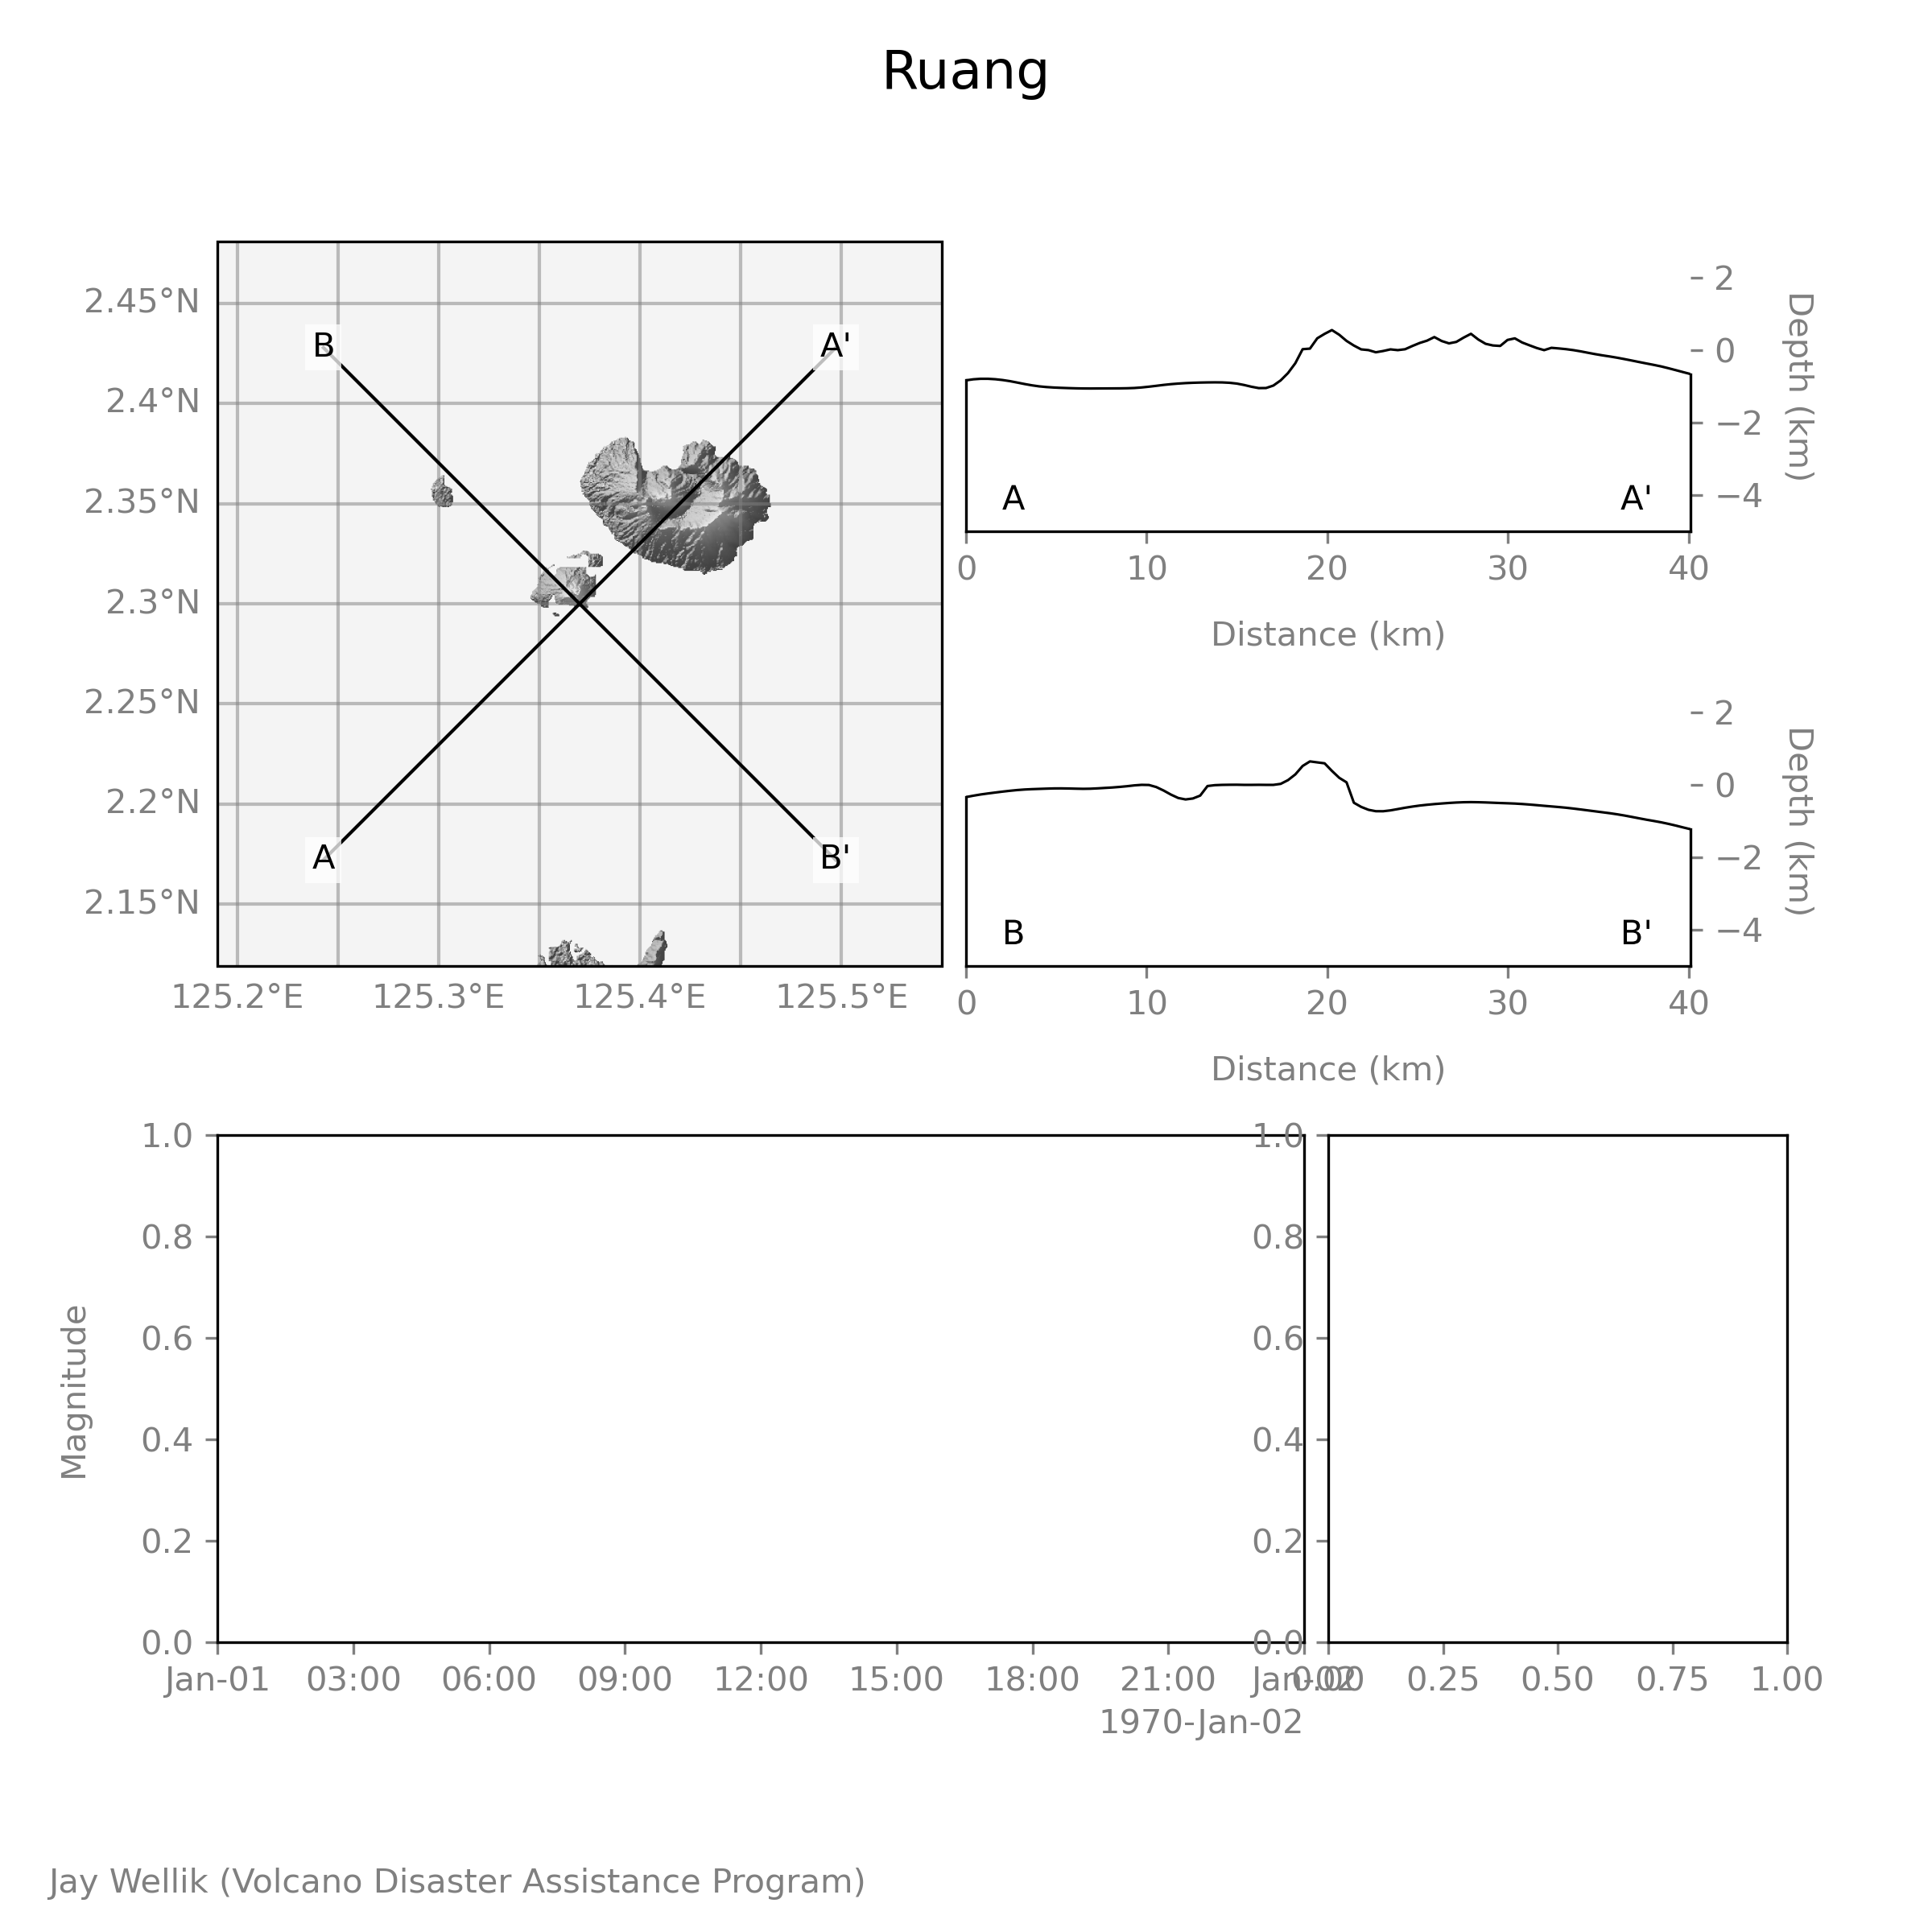 Ruang
2.45°N
2.4°N
2.35°N
2.3°N
2.25°N
2.2°N
2.15°N
B
A'
A
B'
125.2°E
125.3°E
125.4°E
125.5°E
2
0
−2
−4
Depth (km)
A
A'
0
10
20
30
40
Distance (km)
2
0
−2
−4
Depth (km)
B
B'
0
10
20
30
40
Distance (km)
1.0
0.8
0.6
0.4
0.2
0.0
Magnitude
Jan-01
03:00
06:00
09:00
12:00
15:00
18:00
21:00
Jan-02
1970-Jan-02
1.0
0.8
0.6
0.4
0.2
0.0
0.00
0.25
0.50
0.75
1.00
Jay Wellik (Volcano Disaster Assistance Program)